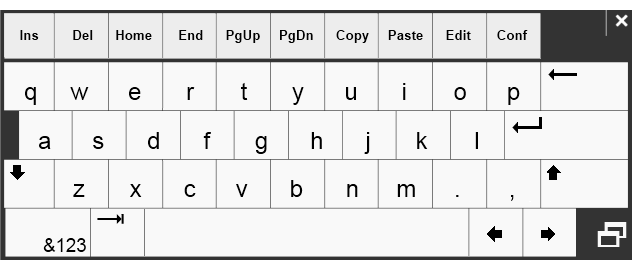 Ins Del Home End PgUp PgDn Copy Paste Edit Conf
q w e r t y u i o p
a s d f g h j k l
z x c v b n m . ,
&123